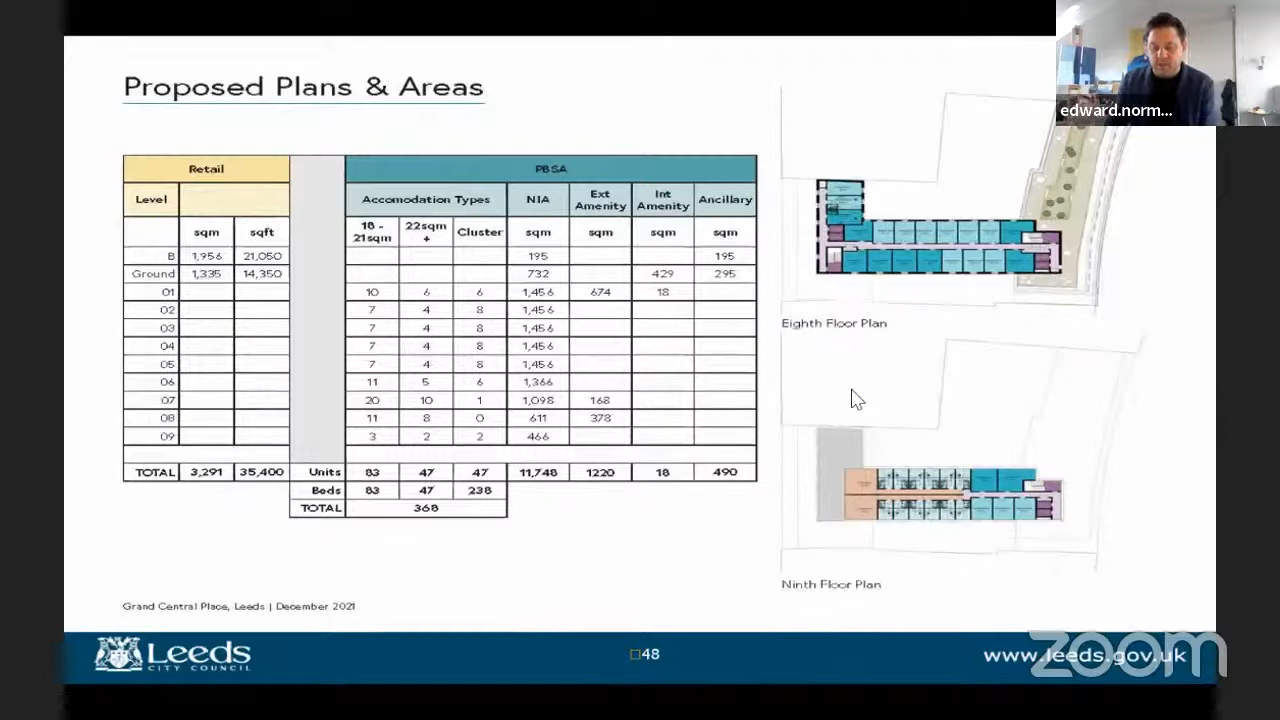 Proposed Plans & Areas
edward.norm...
Retail PBSA
Level Accomodation Types NIA Ext Amenity Int Amenity Ancillary
sqm sqft 18 - 21sqm 22sqm + Cluster sqm sqm sqm sqm
B 1,956 21,050 195 195
Ground 1,335 14,350 732 429 295
01 10 6 6 1,456 674 18
02 7 4 8 1,456
03 7 4 8 1,456
04 7 4 8 1,456
05 7 4 8 1,456
06 11 5 6 1,366
07 20 10 1 1,098 168
08 11 8 0 611 378
09 3 2 2 466
TOTAL 3,291 35,400 Units 83 47 47 11,748 1220 18 490
Beds 83 47 238
TOTAL 368
Eighth Floor Plan
Ninth Floor Plan
Grand Central Place, Leeds | December 2021
Leeds
CITY COUNCIL
48
www.leeds.gov.uk
zoom